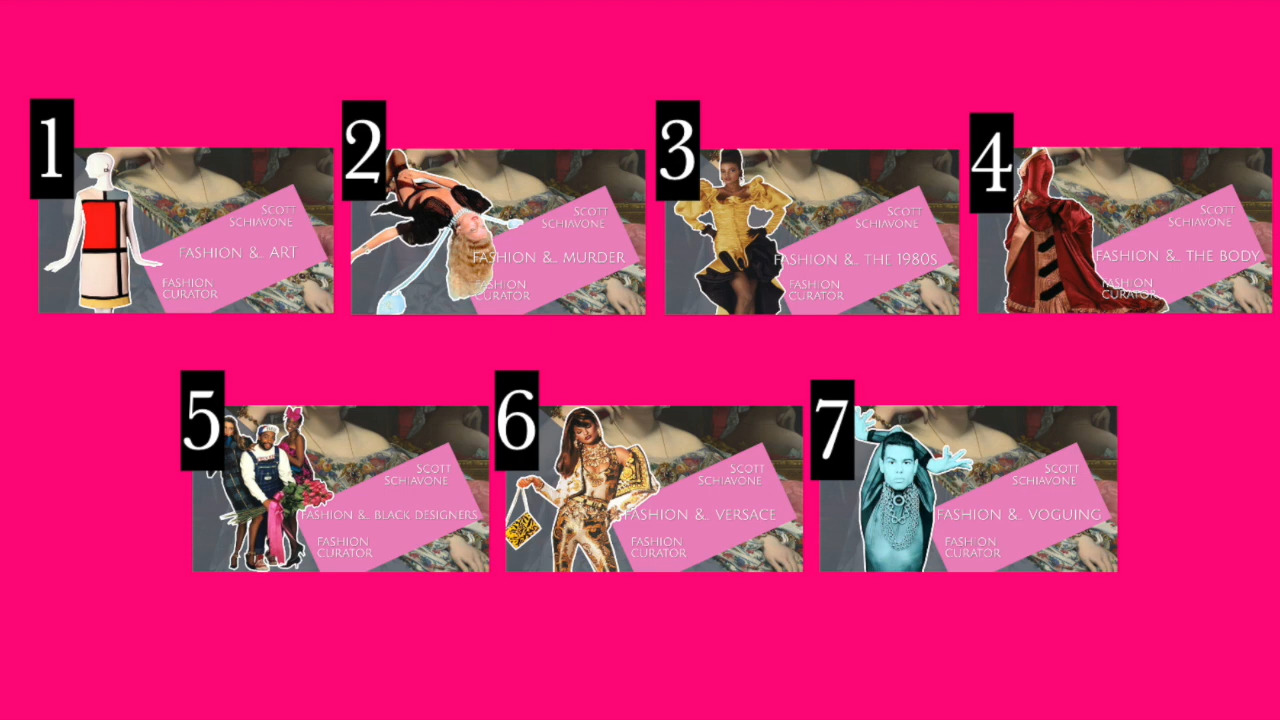 1
SCOTT
SCHIAVONE
FASHION &.. ART
FASHION
CURATOR
2
SCOTT
SCHIAVONE
FASHION &.. MURDER
FASHION
CURATOR
3
SCOTT
SCHIAVONE
FASHION &.. THE 1980S
FASHION
CURATOR
4
SCOTT
SCHIAVONE
FASHION &.. THE BODY
FASHION
CURATOR
5
SCOTT
SCHIAVONE
FASHION &.. BLACK DESIGNERS
FASHION
CURATOR
6
SCOTT
SCHIAVONE
FASHION &.. VERSACE
FASHION
CURATOR
7
SCOTT
SCHIAVONE
FASHION &.. VOGUING
FASHION
CURATOR